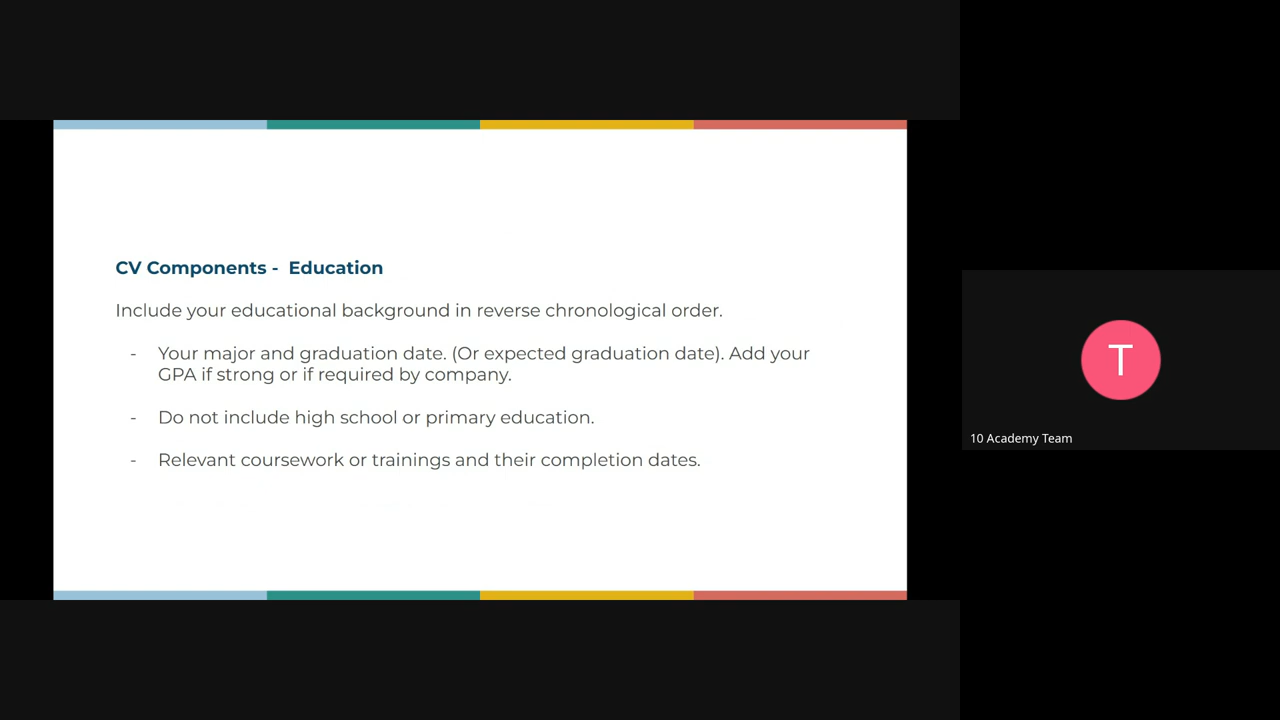 CV Components -  Education
Include your educational background in reverse chronological order.
- Your major and graduation date. (Or expected graduation date). Add your
GPA if strong or if required by company.
- Do not include high school or primary education.
- Relevant coursework or trainings and their completion dates.
T
10 Academy Team